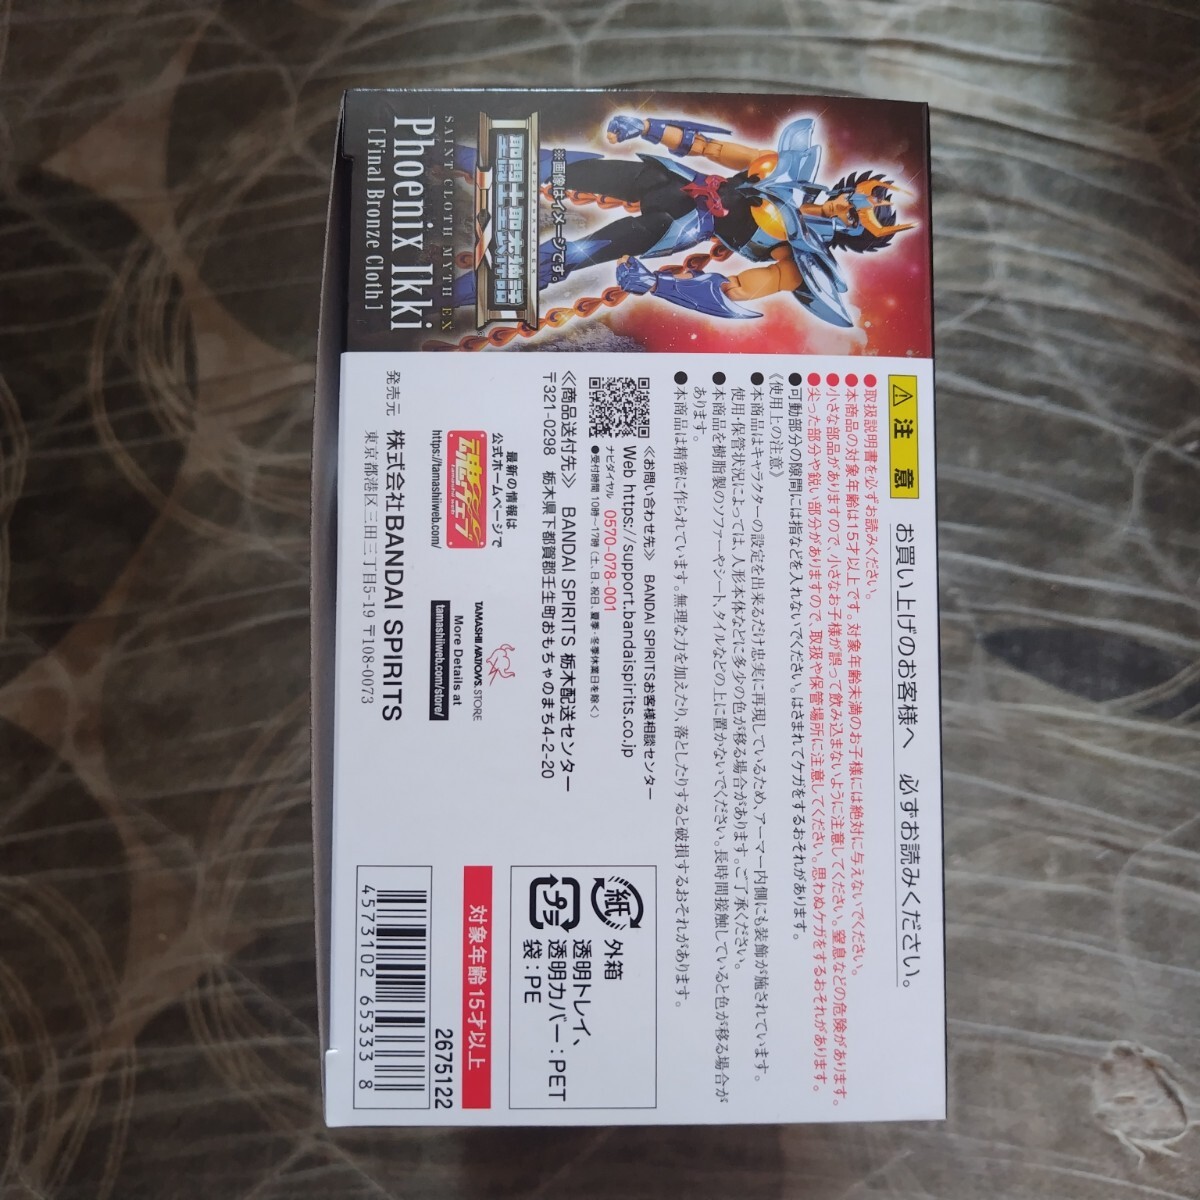 SAINT CLOTH MYTH EX
Phoenix Ikki
[Final Bronze Cloth]
聖闘士聖衣神話
EX
※画像はイメージです。
注意
お買い上げのお客様へ 必ずお読みください。
●取扱説明書を必ずお読みください。
●本商品の対象年齢は15才以上です。対象年齢未満のお子様には絶対に与えないでください。
●小さな部品がありますので、小さなお子様が誤って飲み込まないように注意してください。窒息などの危険があります。
●尖った部分や鋭い部分がありますので、取扱や保管場所に注意してください。思わぬケガをするおそれがあります。
●可動部分の隙間には指などを入れないでください。はさまれてケガをするおそれがあります。
《使用上の注意》
●本商品はキャラクターの設定を出来るだけ忠実に再現しているため、アーマー内側にも装飾が施されています。
使用・保管状況によっては、人形本体などに多少の色が移る場合があります。ご了承ください。
●本商品を樹脂製のソファーやシート、タイルなどの上に置かないでください。長時間接触していると色が移る場合が
あります。
●本商品は精密に作られています。無理な力を加えたり、落としたりすると破損するおそれがあります。
《お問い合わせ先》 BANDAI SPIRITSお客様相談センター
Web https://support.bandaispirits.co.jp
ナビダイヤル 0570-078-001
●受付時間 10時〜17時(土、日、祝日、夏季・冬季休業日を除く)
《商品送付先》 BANDAI SPIRITS 栃木配送センター
〒321-0298 栃木県下都賀郡壬生町おもちゃのまち4-2-20
最新の情報は
公式ホームページで
魂ウェブ
https://tamashiiweb.com/
TAMASHII NATIONS STORE
More Details at
tamashiiweb.com/store/
発売元 株式会社BANDAI SPIRITS
東京都港区三田三丁目5-19 〒108-0073
紙
外箱
プラ
透明トレイ、
透明カバー：PET
袋：PE
対象年齢15才以上
2675122
4573102 653338